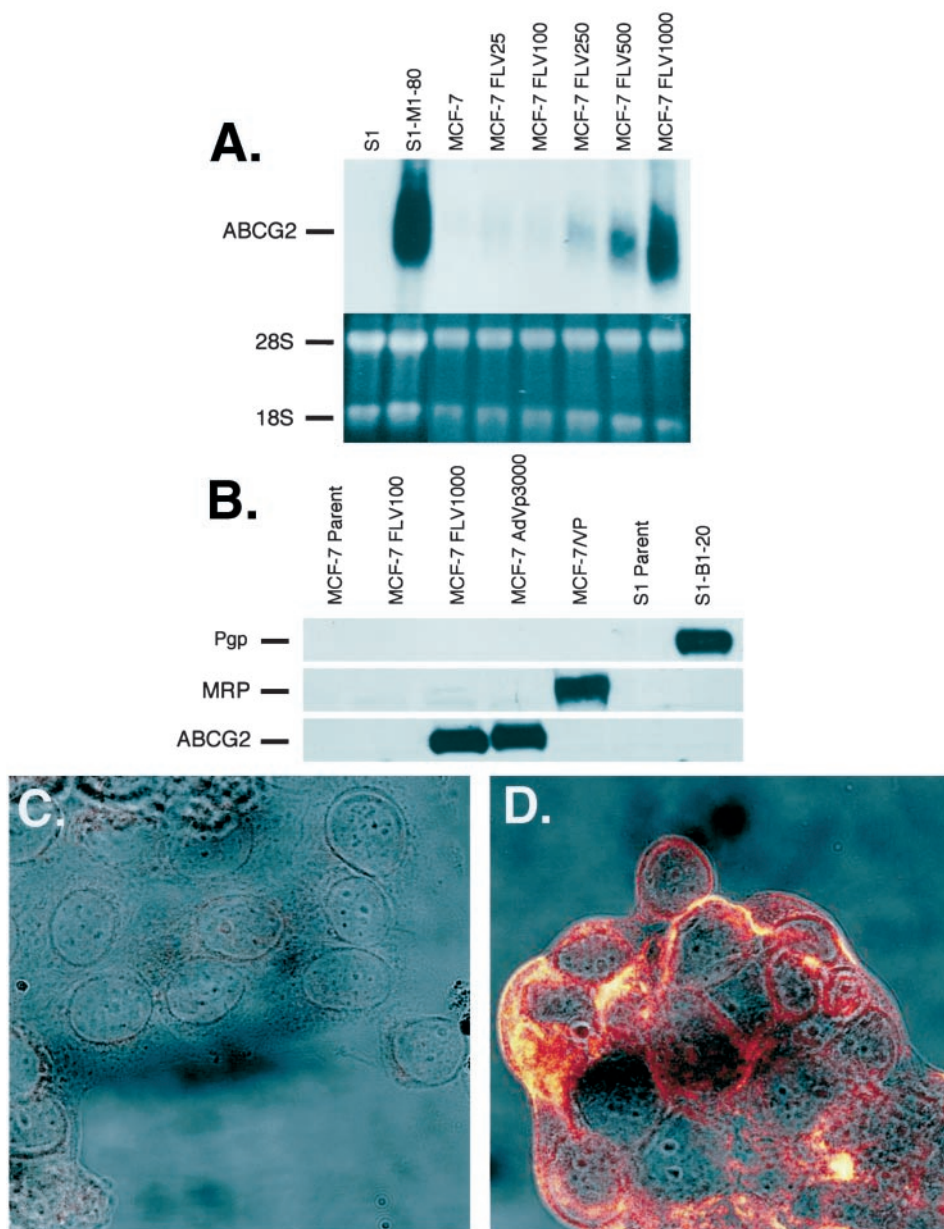 A.
S1
S1-M1-80
MCF-7
MCF-7 FLV25
MCF-7 FLV100
MCF-7 FLV250
MCF-7 FLV500
MCF-7 FLV1000
ABCG2
28S
18S
B.
MCF-7 Parent
MCF-7 FLV100
MCF-7 FLV1000
MCF-7 AdVp3000
MCF-7/VP
S1 Parent
S1-B1-20
Pgp
MRP
ABCG2
C.
D.